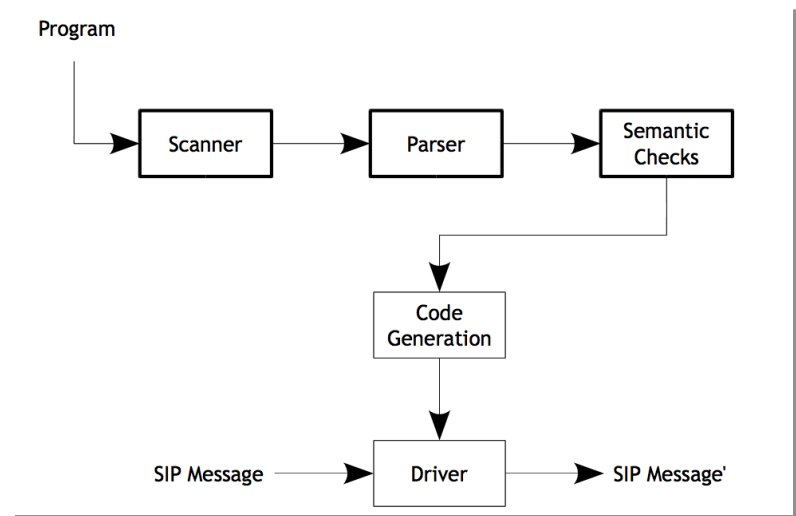 Program
Scanner
Parser
Semantic
Checks
Code
Generation
SIP Message
Driver
SIP Message'